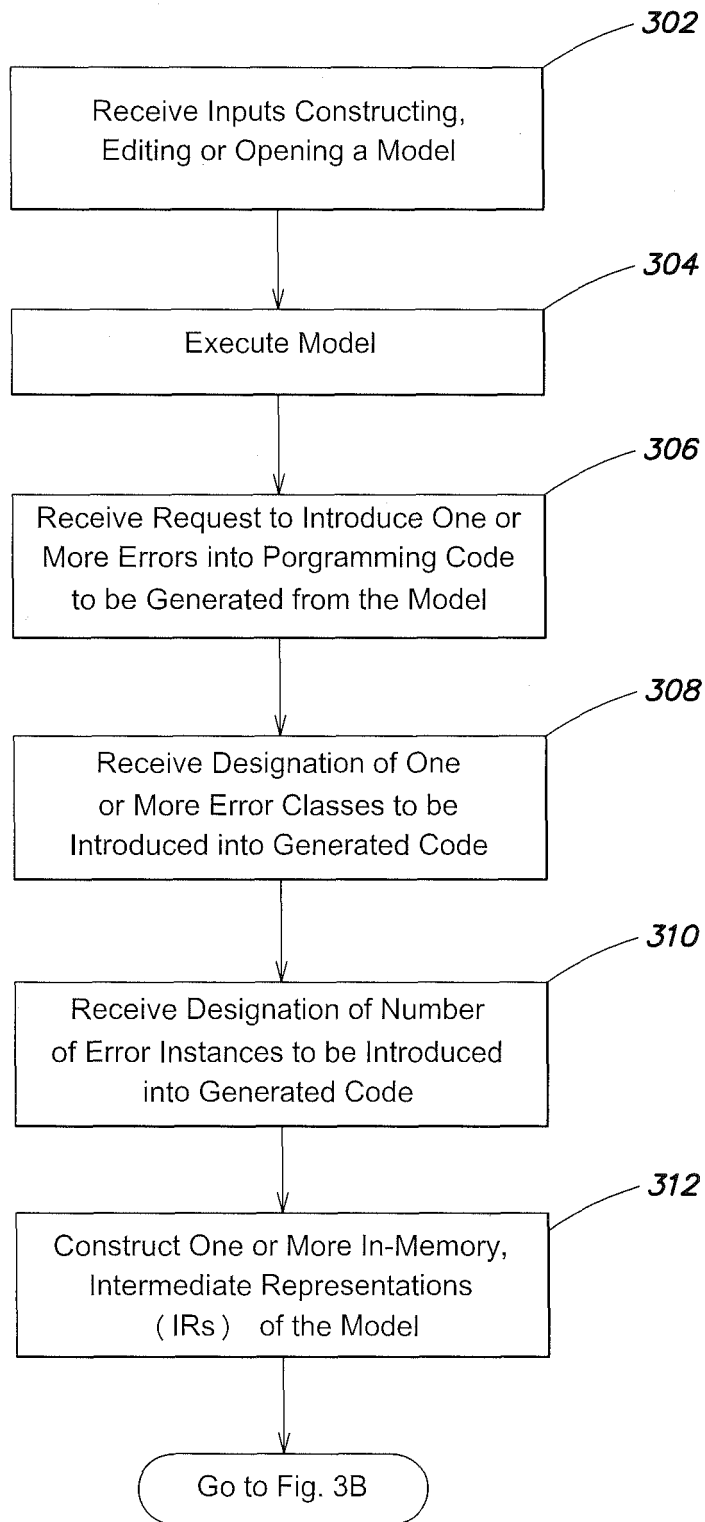 302
Receive Inputs Constructing,
Editing or Opening a Model
304
Execute Model
306
Receive Request to Introduce One or
More Errors into Porgramming Code
to be Generated from the Model
308
Receive Designation of One
or More Error Classes to be
Introduced into Generated Code
310
Receive Designation of Number
of Error Instances to be Introduced
into Generated Code
312
Construct One or More In-Memory,
Intermediate Representations
( IRs ) of the Model
Go to Fig. 3B